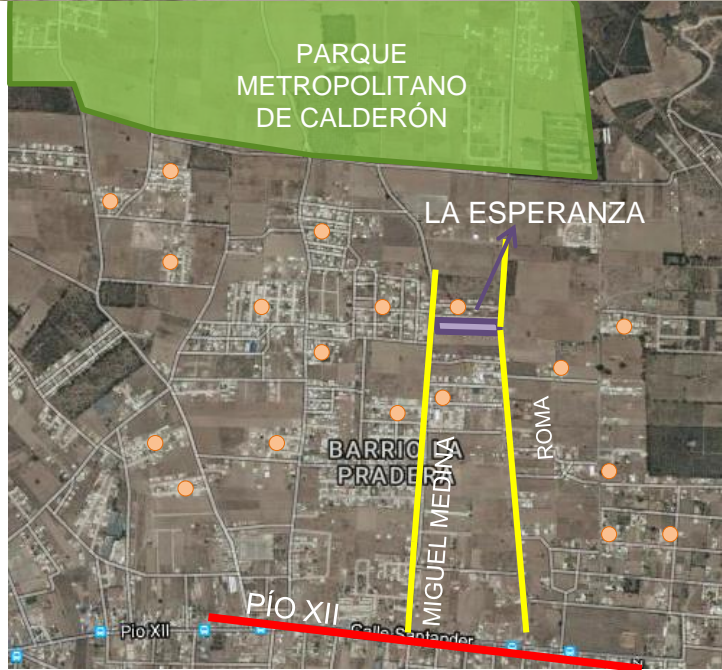 PARQUE
METROPOLITANO
DE CALDERÓN
LA ESPERANZA
ROMA
BARRIO LA
PRADERA
MIGUEL MEDINA
PÍO XII
Pio XII
Calle Santander